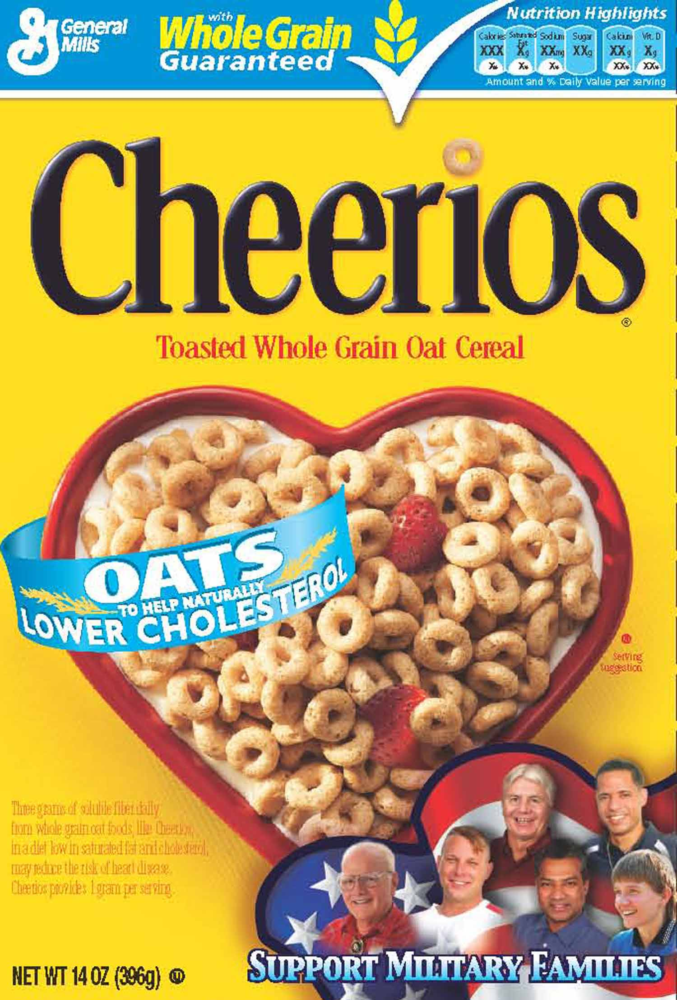 General
Mills
with
Whole Grain
Guaranteed
Nutrition Highlights
Calories Saturated Fat Sodium Sugar Calcium Vit. D
XXX Xg XXmg XXg XXg Xg
X% X% X% XX% XX%
Amount and % Daily Value per serving
Cheerios
®
Toasted Whole Grain Oat Cereal
OATS
TO HELP NATURALLY
LOWER CHOLESTEROL
U
Serving
Suggestion
Three grams of soluble fiber daily
from whole grain oat foods, like Cheerios,
in a diet low in saturated fat and cholesterol,
may reduce the risk of heart disease.
Cheerios provides 1 gram per serving.
NET WT 14 OZ (396g) U
SUPPORT MILITARY FAMILIES